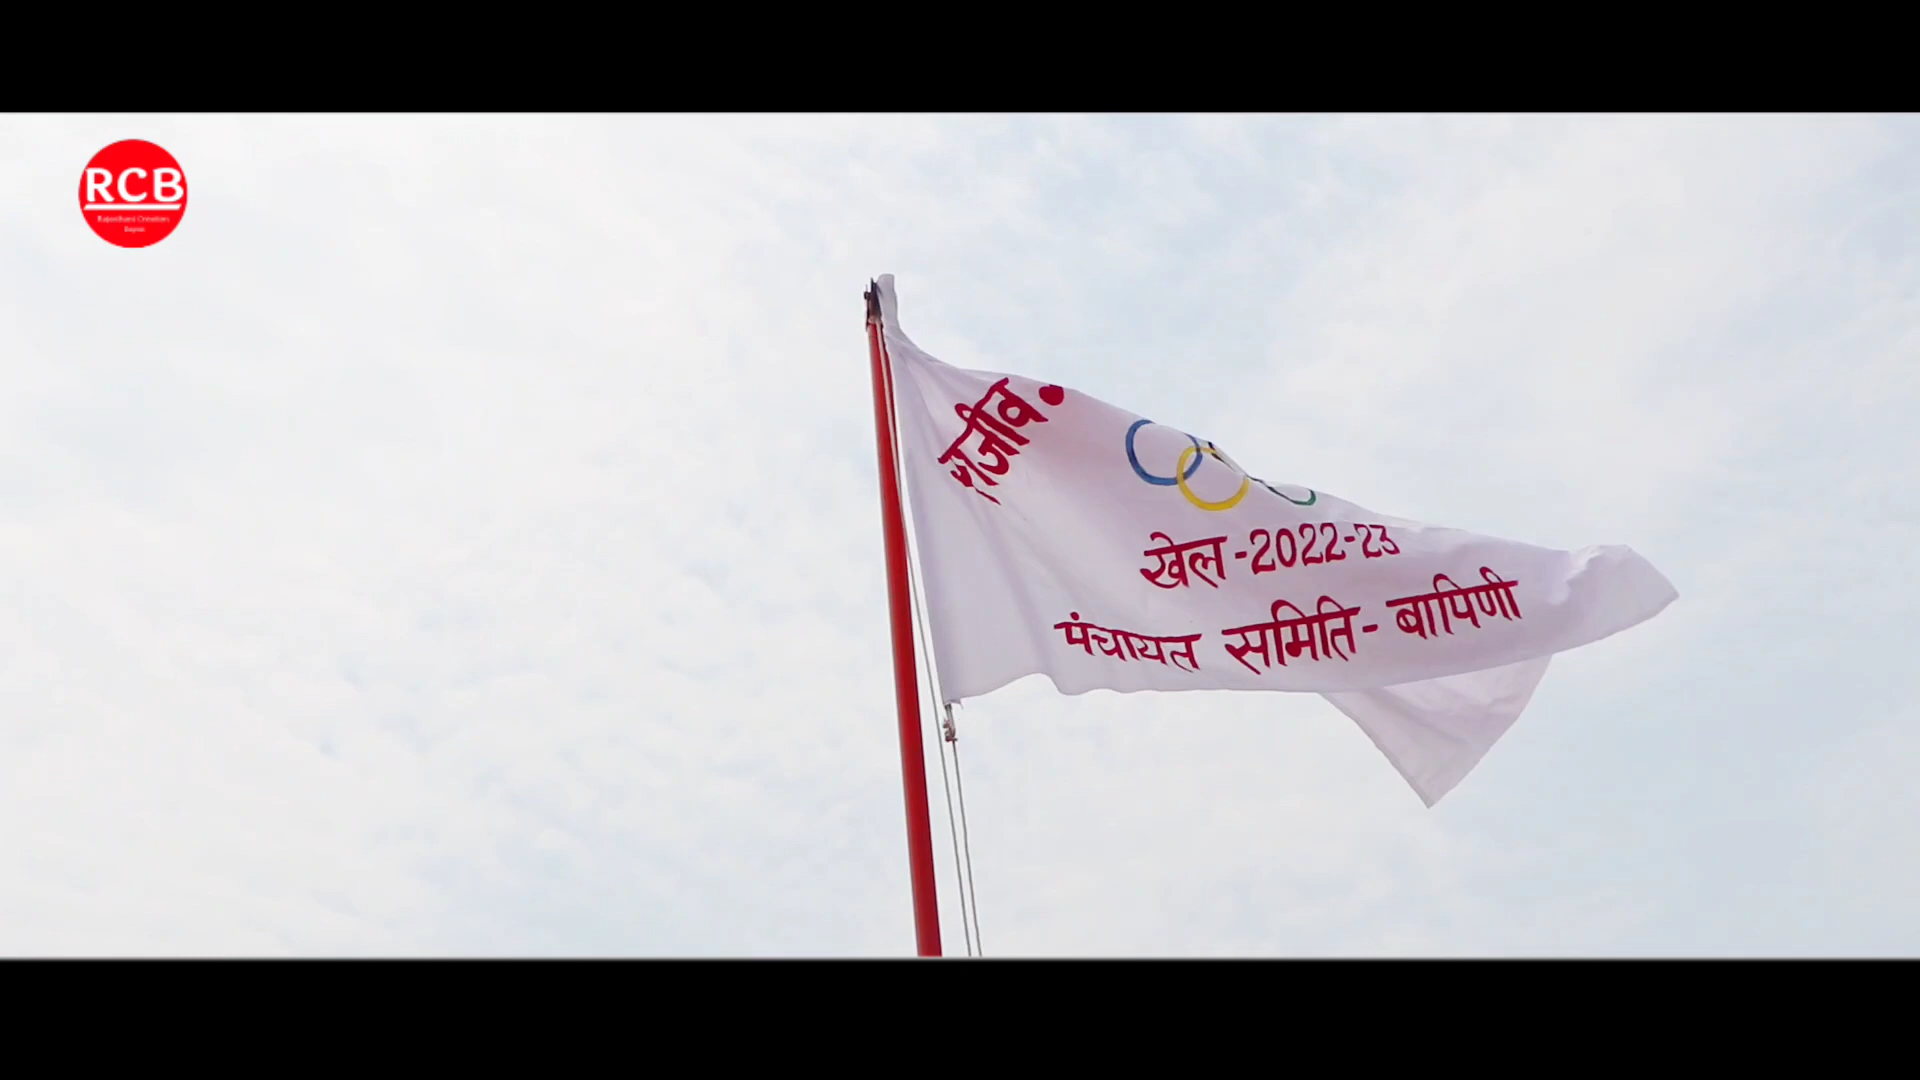 RCB
राजीव
खेल -2022-23
पंचायत समिति - बापिणी